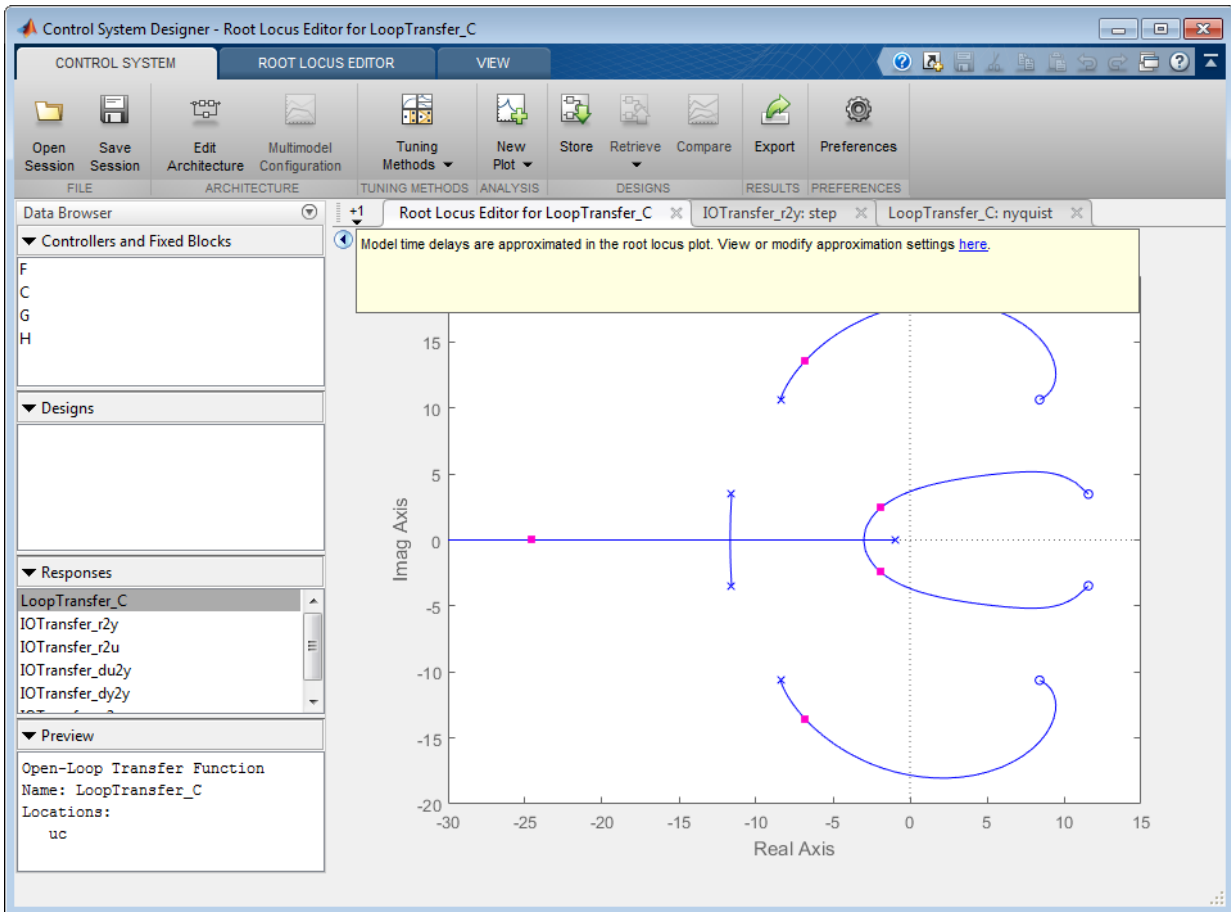 Control System Designer - Root Locus Editor for LoopTransfer_C
CONTROL SYSTEM ROOT LOCUS EDITOR VIEW
Open Session Save Session Edit Architecture Multimodel Configuration Tuning Methods New Plot Store Retrieve Compare Export Preferences
FILE ARCHITECTURE TUNING METHODS ANALYSIS DESIGNS RESULTS PREFERENCES
Data Browser
+1 Root Locus Editor for LoopTransfer_C IOTransfer_r2y: step LoopTransfer_C: nyquist
Controllers and Fixed Blocks
F
C
G
H
Designs
Responses
LoopTransfer_C
IOTransfer_r2y
IOTransfer_r2u
IOTransfer_du2y
IOTransfer_dy2y
Preview
Open-Loop Transfer Function
Name: LoopTransfer_C
Locations:
uc
Model time delays are approximated in the root locus plot. View or modify approximation settings here.
15
10
5
0
-5
-10
-15
-20
Imag Axis
-30 -25 -20 -15 -10 -5 0 5 10 15
Real Axis